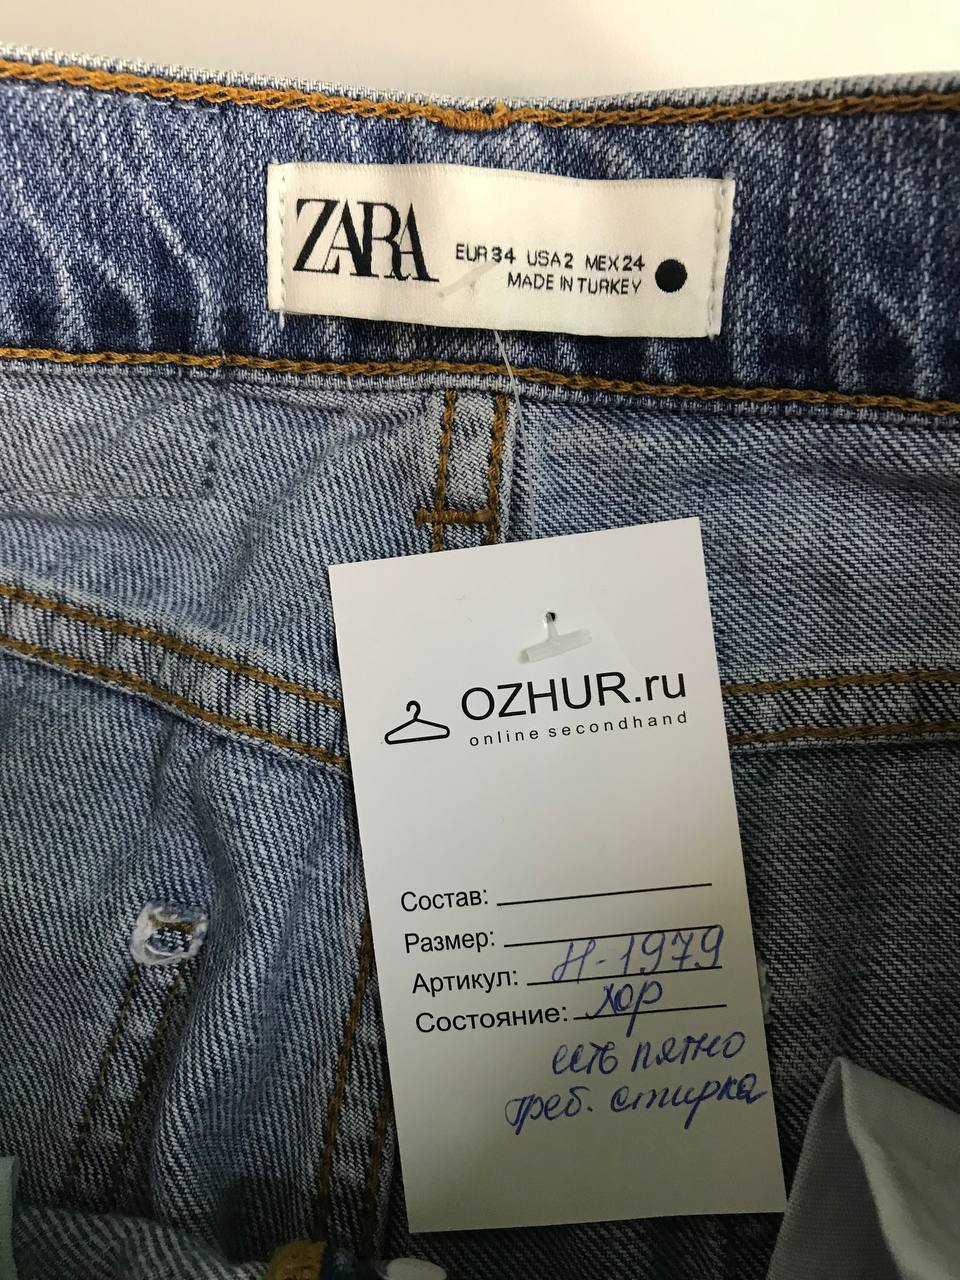 ZARA
EUR 34 USA 2 MEX 24
MADE IN TURKEY
OZHUR.ru
online secondhand
Состав:
Размер:
Артикул: Н-1979
Состояние: хор
есть пятно
треб. стирка